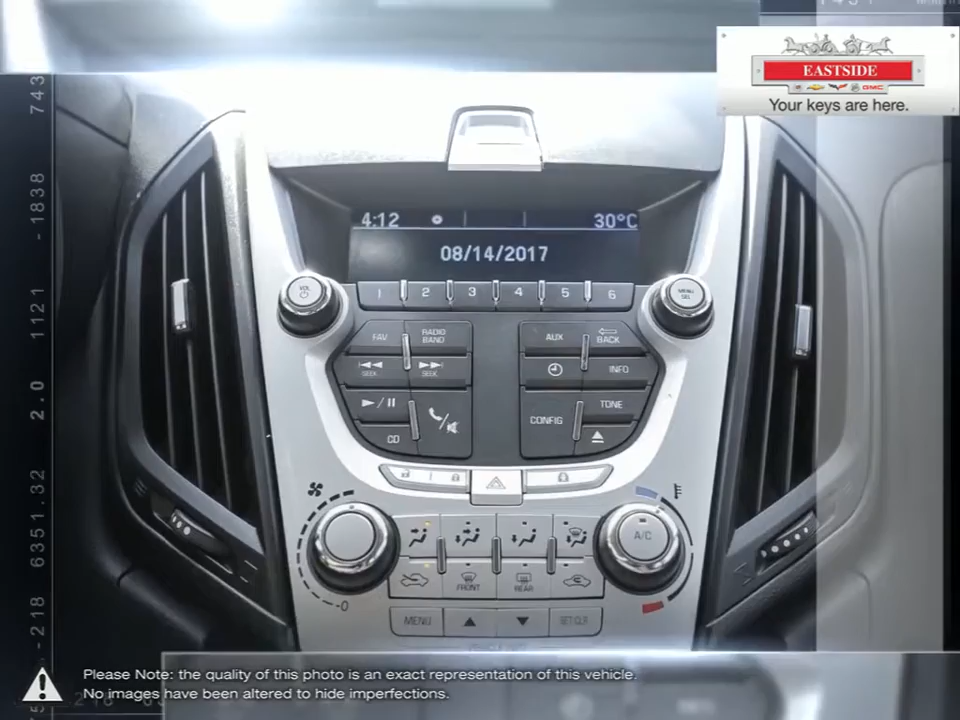 EASTSIDE
GMC
Your keys are here.
743
-1838
1121
2.0
6351.32
-218
4:12
30°C
08/14/2017
VOL
MENU
SEL
1 2 3 4 5 6
FAV
RADIO
BAND
AUX
BACK
SEEK
SEEK
INFO
CD
CONFIG
TONE
A/C
FRONT
REAR
0
MENU
SET CLR
Please Note: the quality of this photo is an exact representation of this vehicle.
No images have been altered to hide imperfections.